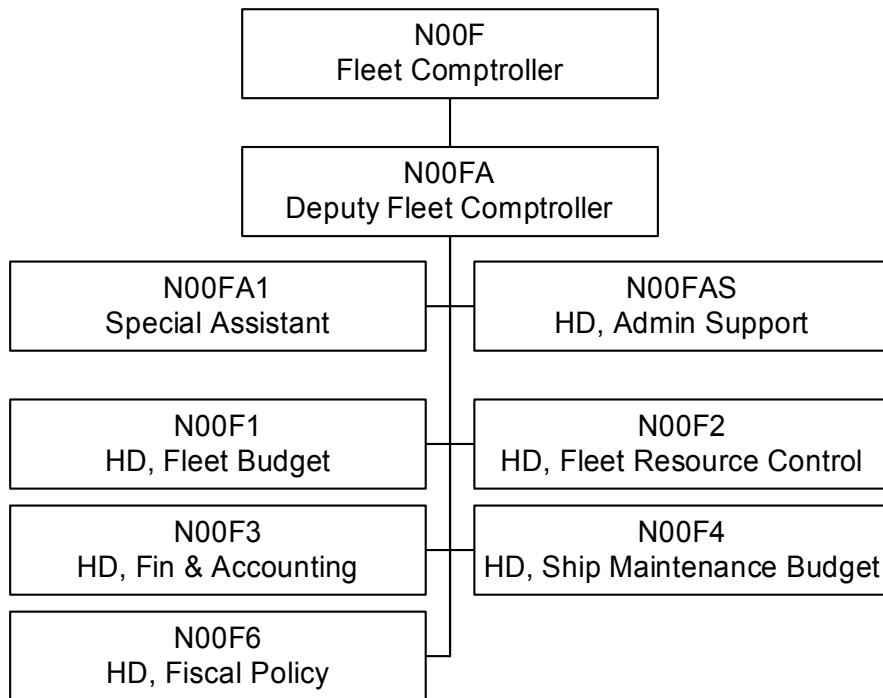 N00F
Fleet Comptroller
N00FA
Deputy Fleet Comptroller
N00FA1
Special Assistant
N00FAS
HD, Admin Support
N00F1
HD, Fleet Budget
N00F2
HD, Fleet Resource Control
N00F3
HD, Fin & Accounting
N00F4
HD, Ship Maintenance Budget
N00F6
HD, Fiscal Policy